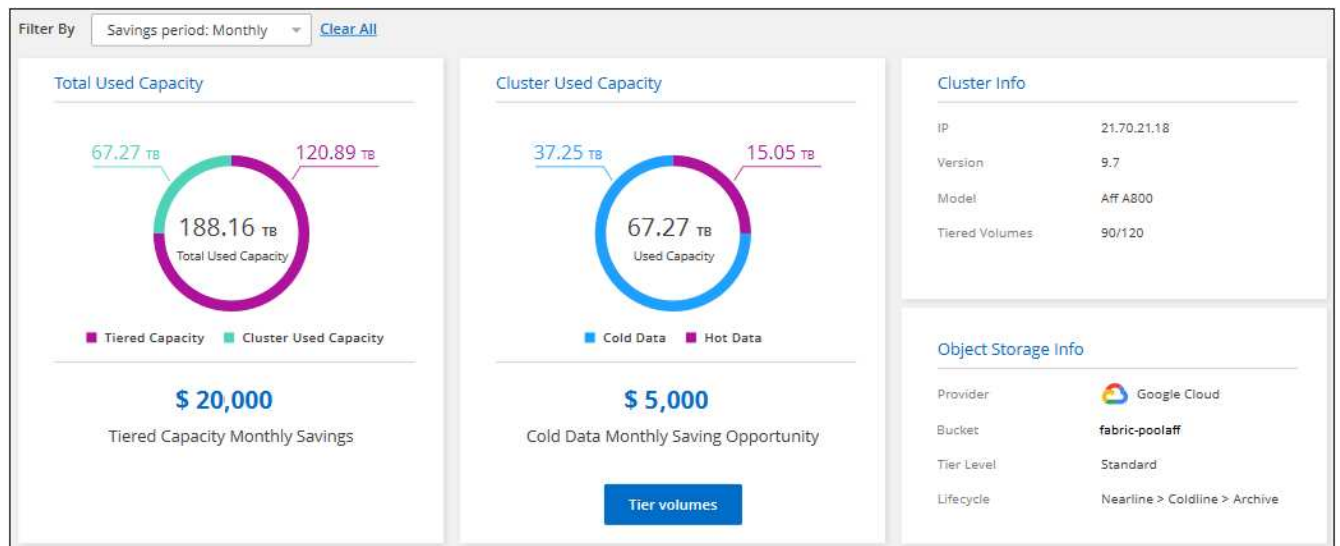 Filter By Savings period: Monthly Clear All
Total Used Capacity
67.27 TB
120.89 TB
188.16 TB
Total Used Capacity
Tiered Capacity Cluster Used Capacity
$ 20,000
Tiered Capacity Monthly Savings
Cluster Used Capacity
37.25 TB
15.05 TB
67.27 TB
Used Capacity
Cold Data Hot Data
$ 5,000
Cold Data Monthly Saving Opportunity
Tier volumes
Cluster Info
IP 21.70.21.18
Version 9.7
Model Aff A800
Tiered Volumes 90/120
Object Storage Info
Provider Google Cloud
Bucket fabric-poolaff
Tier Level Standard
Lifecycle Nearline > Coldline > Archive